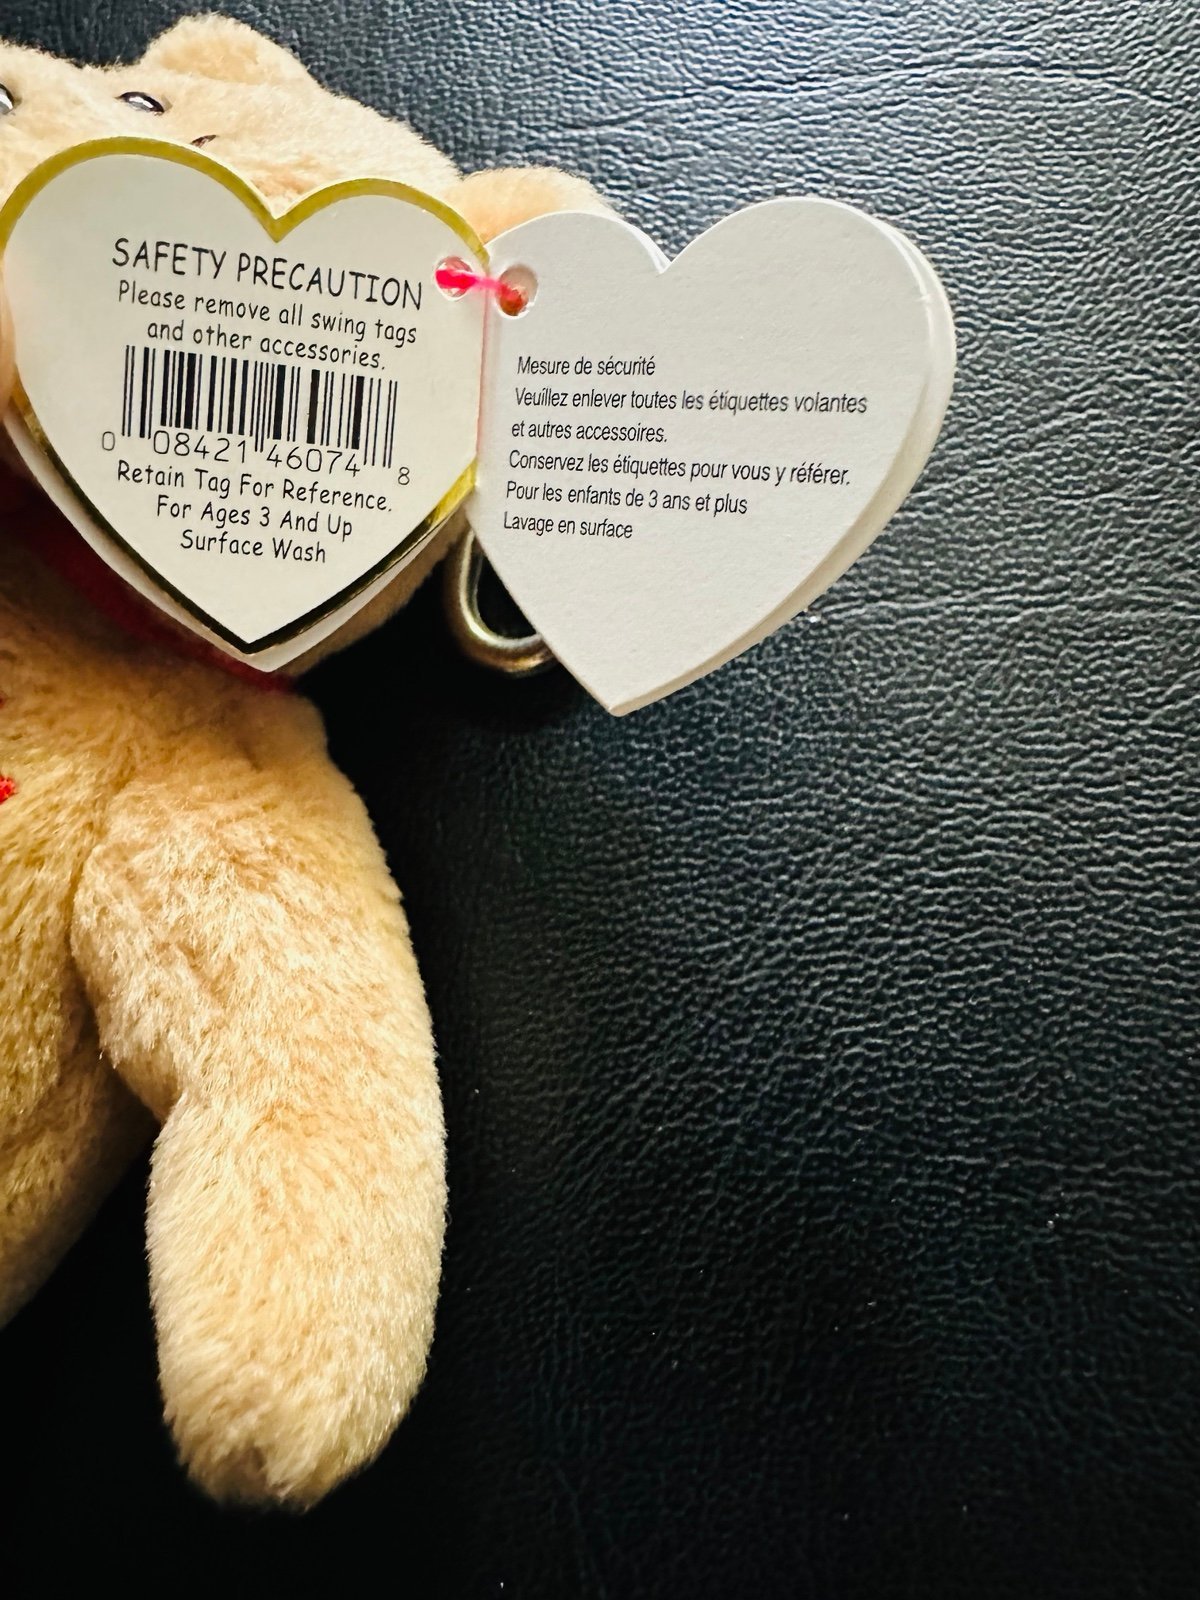 SAFETY PRECAUTION
Please remove all swing tags
and other accessories.
0 08421 46074 8
Retain Tag For Reference.
For Ages 3 And Up
Surface Wash
Mesure de sécurité
Veuillez enlever toutes les étiquettes volantes
et autres accessoires.
Conservez les étiquettes pour vous y référer.
Pour les enfants de 3 ans et plus
Lavage en surface